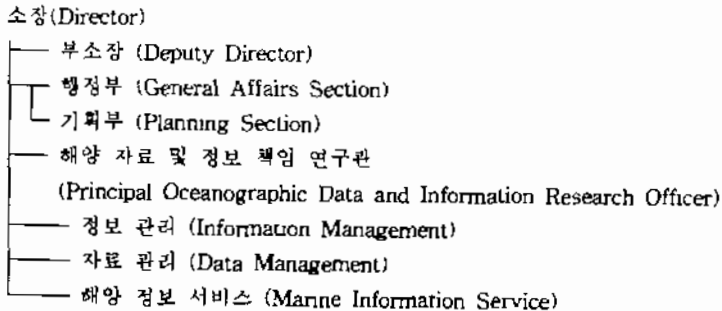 소장(Director)
부소장 (Deputy Director)
행정부 (General Affairs Section)
기획부 (Planning Section)
해양 자료 및 정보 책임 연구관
(Principal Oceanographic Data and Information Research Officer)
정보 관리 (Information Management)
자료 관리 (Data Management)
해양 정보 서비스 (Marine Information Service)